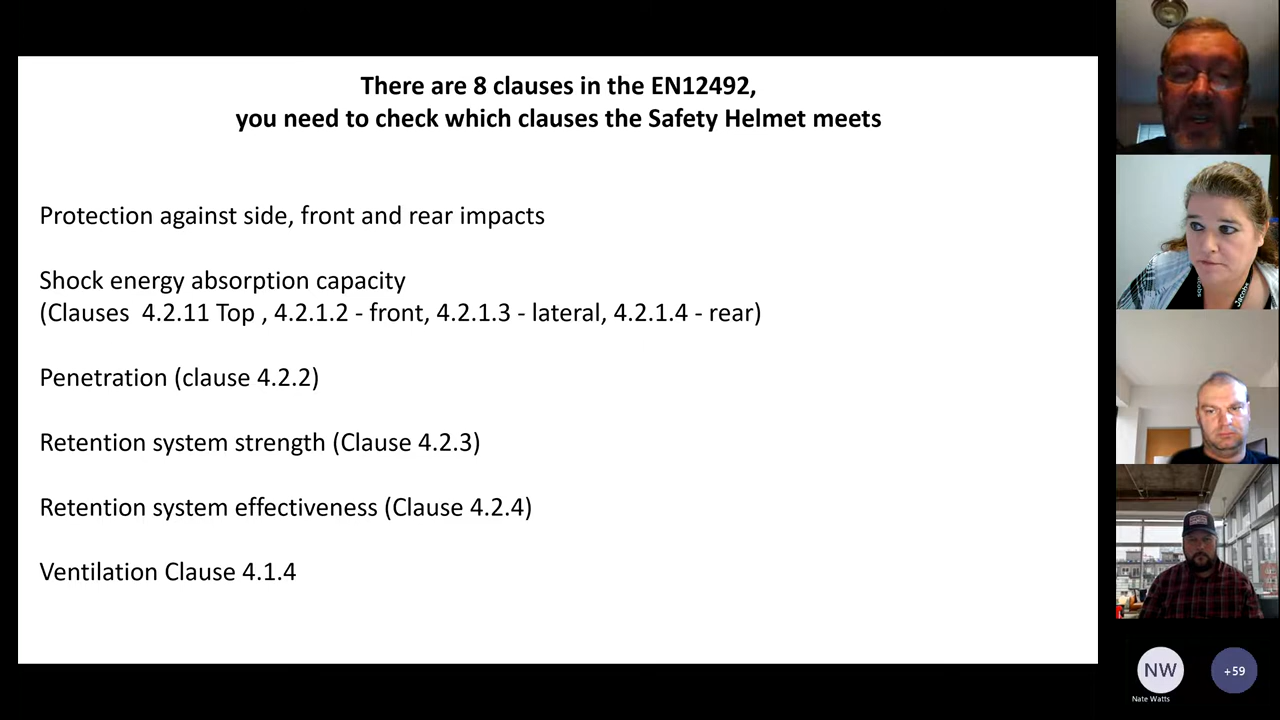 There are 8 clauses in the EN12492,
you need to check which clauses the Safety Helmet meets
Protection against side, front and rear impacts
Shock energy absorption capacity
(Clauses 4.2.11 Top , 4.2.1.2 - front, 4.2.1.3 - lateral, 4.2.1.4 - rear)
Penetration (clause 4.2.2)
Retention system strength (Clause 4.2.3)
Retention system effectiveness (Clause 4.2.4)
Ventilation Clause 4.1.4
Jacobs
NW
+59
Nate Watts